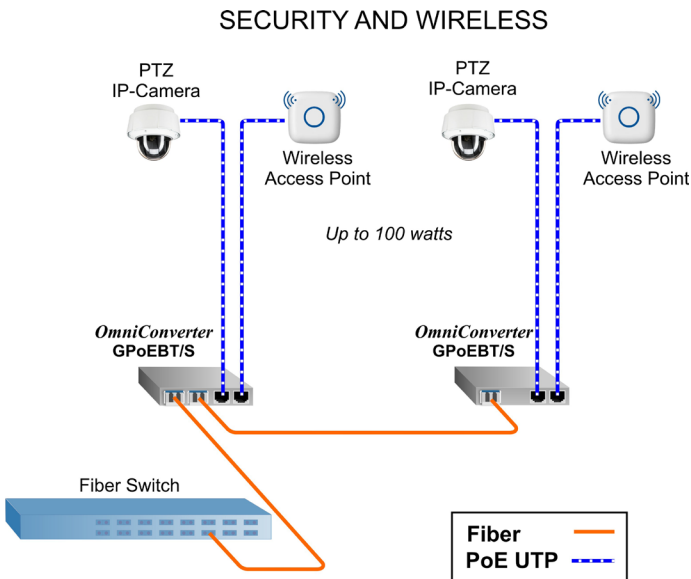 SECURITY AND WIRELESS
PTZ
IP-Camera
Wireless
Access Point
PTZ
IP-Camera
Wireless
Access Point
Up to 100 watts
OmniConverter
GPoEBT/S
OmniConverter
GPoEBT/S
Fiber Switch
Fiber
PoE UTP